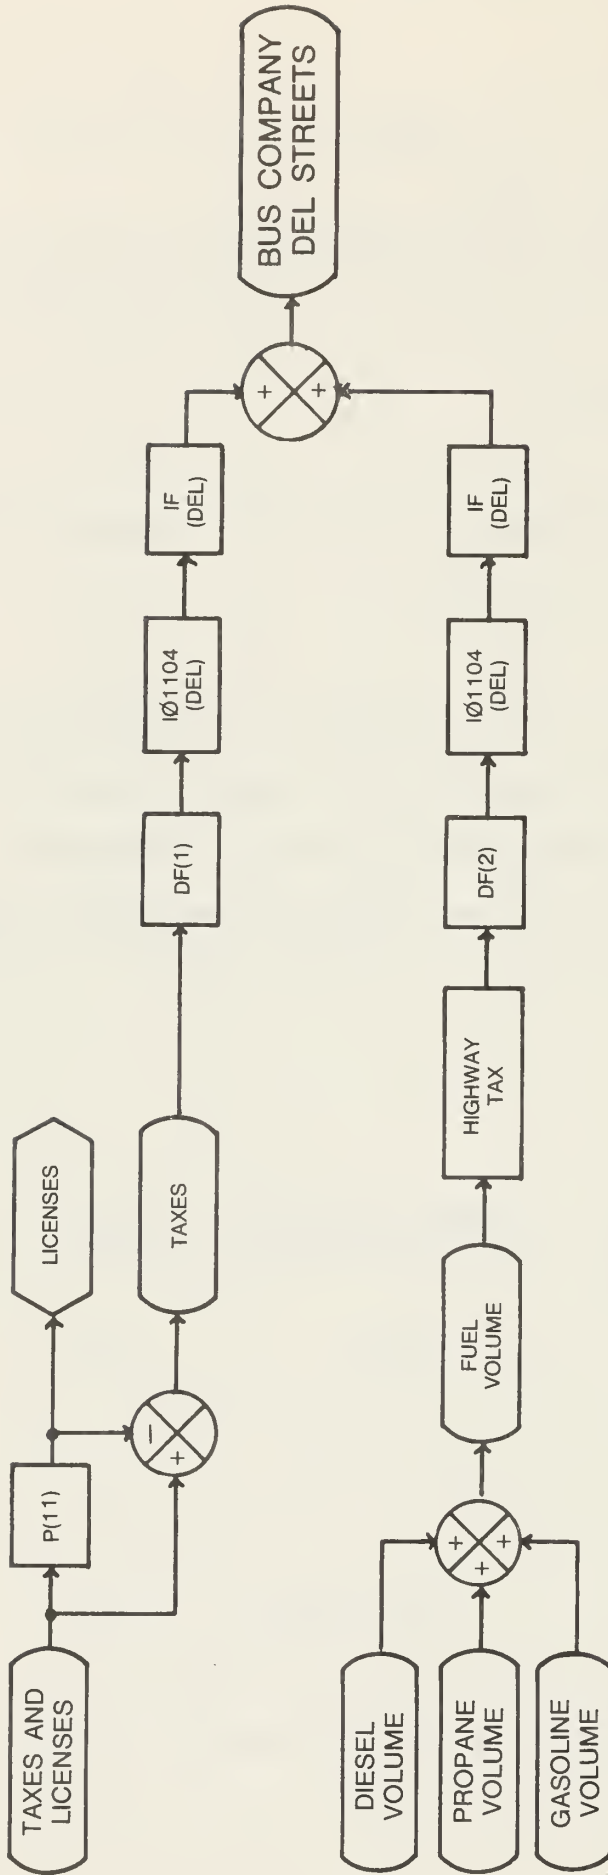 TAXES AND
LICENSES
P(11)
LICENSES
−
+
TAXES
DF(1)
IØ1104
(DEL)
IF
(DEL)
DIESEL
VOLUME
PROPANE
VOLUME
GASOLINE
VOLUME
+
+
+
FUEL
VOLUME
HIGHWAY
TAX
DF(2)
IØ1104
(DEL)
IF
(DEL)
+
+
BUS COMPANY
DEL STREETS